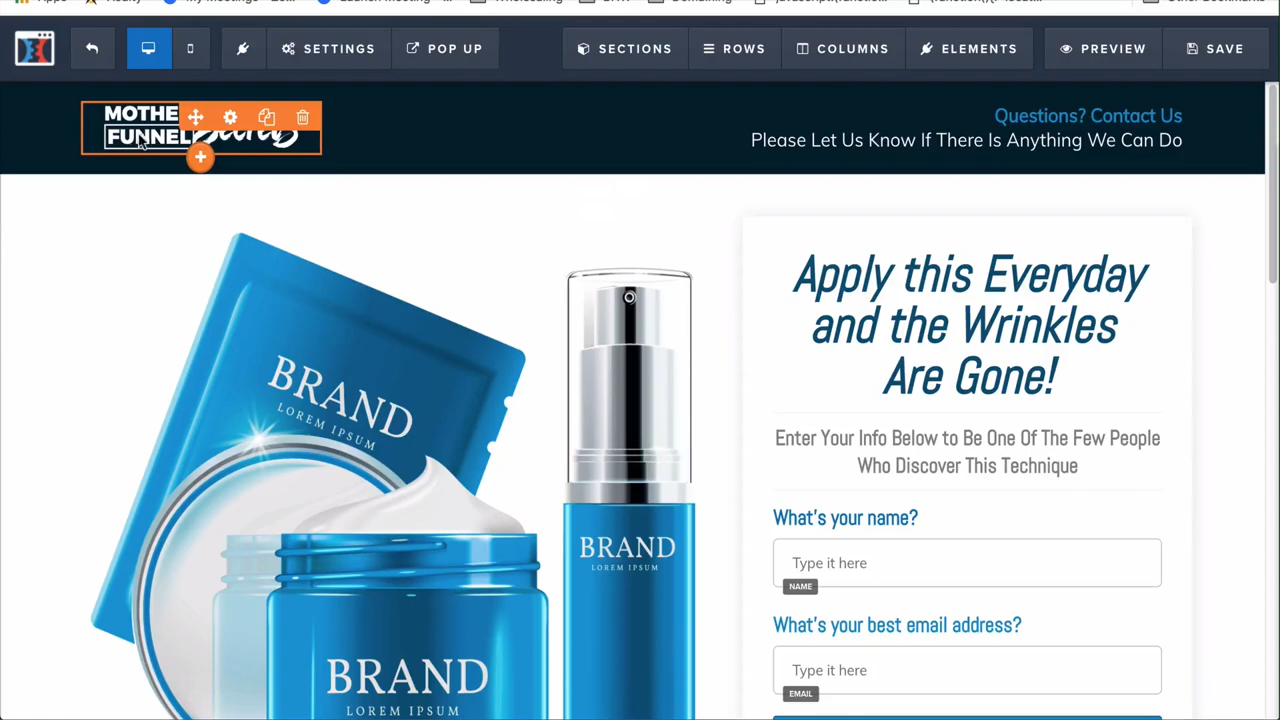 Apps
Realty
SETTINGS
POP UP
SECTIONS
ROWS
COLUMNS
ELEMENTS
PREVIEW
SAVE
MOTHE
FUNNEL Secrets
Questions? Contact Us
Please Let Us Know If There Is Anything We Can Do
Apply this Everyday
and the Wrinkles
Are Gone!
Enter Your Info Below to Be One Of The Few People
Who Discover This Technique
What's your name?
Type it here
NAME
What's your best email address?
Type it here
EMAIL
BRAND
LOREM IPSUM
BRAND
LOREM IPSUM
BRAND
LOREM IPSUM